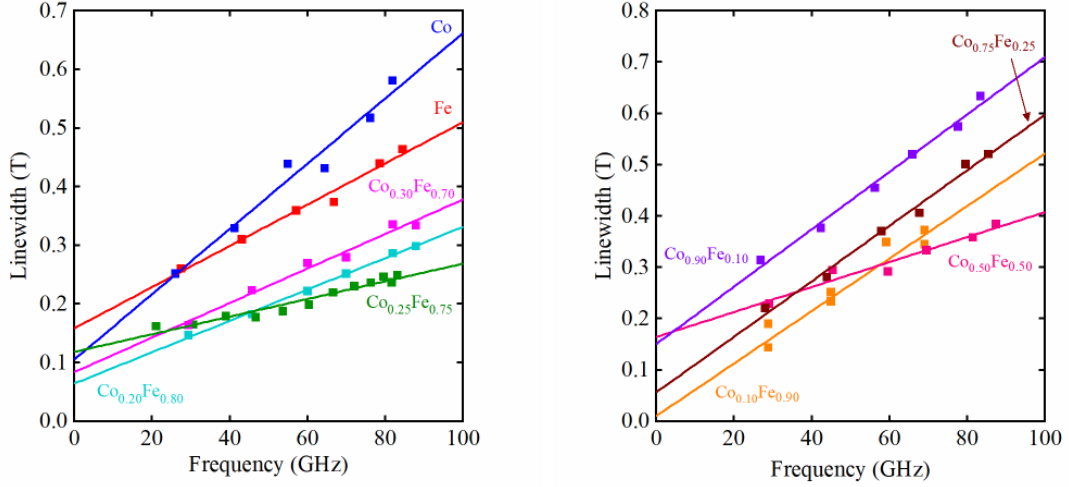 0.7
0.6
0.5
0.4
0.3
0.2
0.1
0.0
Linewidth (T)
0 20 40 60 80 100
Frequency (GHz)
Co
Fe
Co0.30Fe0.70
Co0.25Fe0.75
Co0.20Fe0.80
0.8
0.7
0.6
0.5
0.4
0.3
0.2
0.1
0.0
Linewidth (T)
0 20 40 60 80 100
Frequency (GHz)
Co0.75Fe0.25
Co0.90Fe0.10
Co0.50Fe0.50
Co0.10Fe0.90